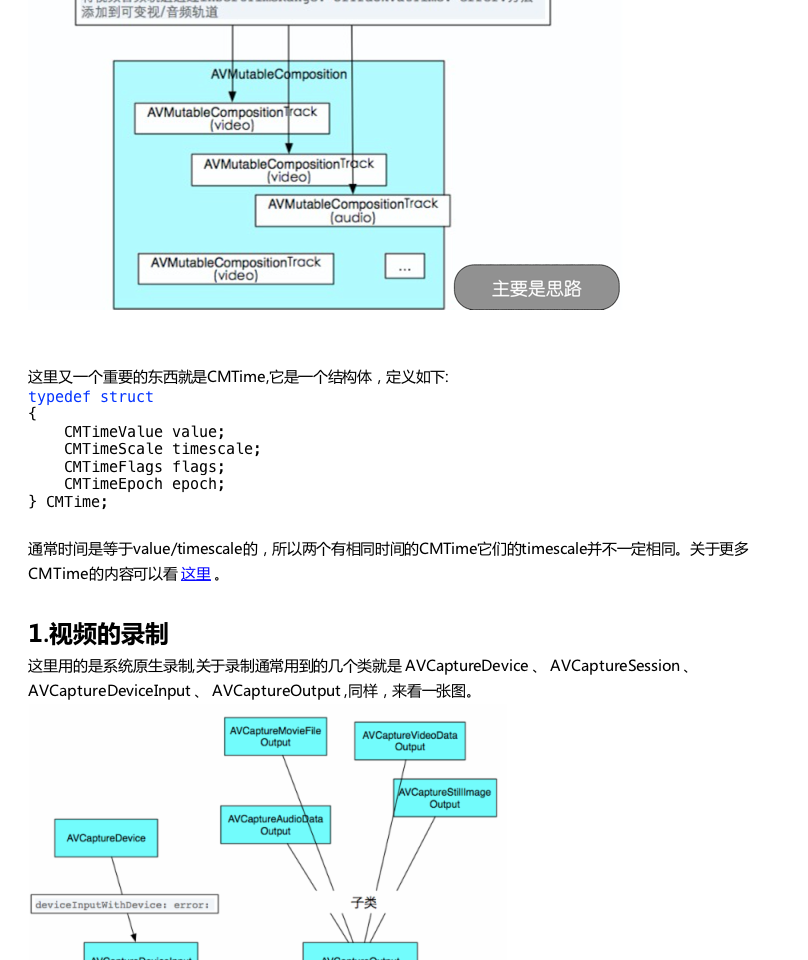 添加到可变视/音频轨道
AVMutableComposition
AVMutableCompositionTrack
(video)
AVMutableCompositionTrack
(video)
AVMutableCompositionTrack
(audio)
AVMutableCompositionTrack
(video)
...
主要是思路
这里又一个重要的东西就是CMTime,它是一个结构体，定义如下:
typedef struct
{
    CMTimeValue value;
    CMTimeScale timescale;
    CMTimeFlags flags;
    CMTimeEpoch epoch;
} CMTime;
通常时间是等于value/timescale的，所以两个有相同时间的CMTime它们的timescale并不一定相同。关于更多
CMTime的内容可以看 这里 。
1.视频的录制
这里用的是系统原生录制,关于录制通常用到的几个类就是 AVCaptureDevice 、 AVCaptureSession 、
AVCaptureDeviceInput 、 AVCaptureOutput ,同样，来看一张图。
AVCaptureMovieFile
Output
AVCaptureVideoData
Output
AVCaptureStillImage
Output
AVCaptureAudioData
Output
AVCaptureDevice
子类
deviceInputWithDevice: error:
AVCaptureDeviceInput
AVCaptureOutput